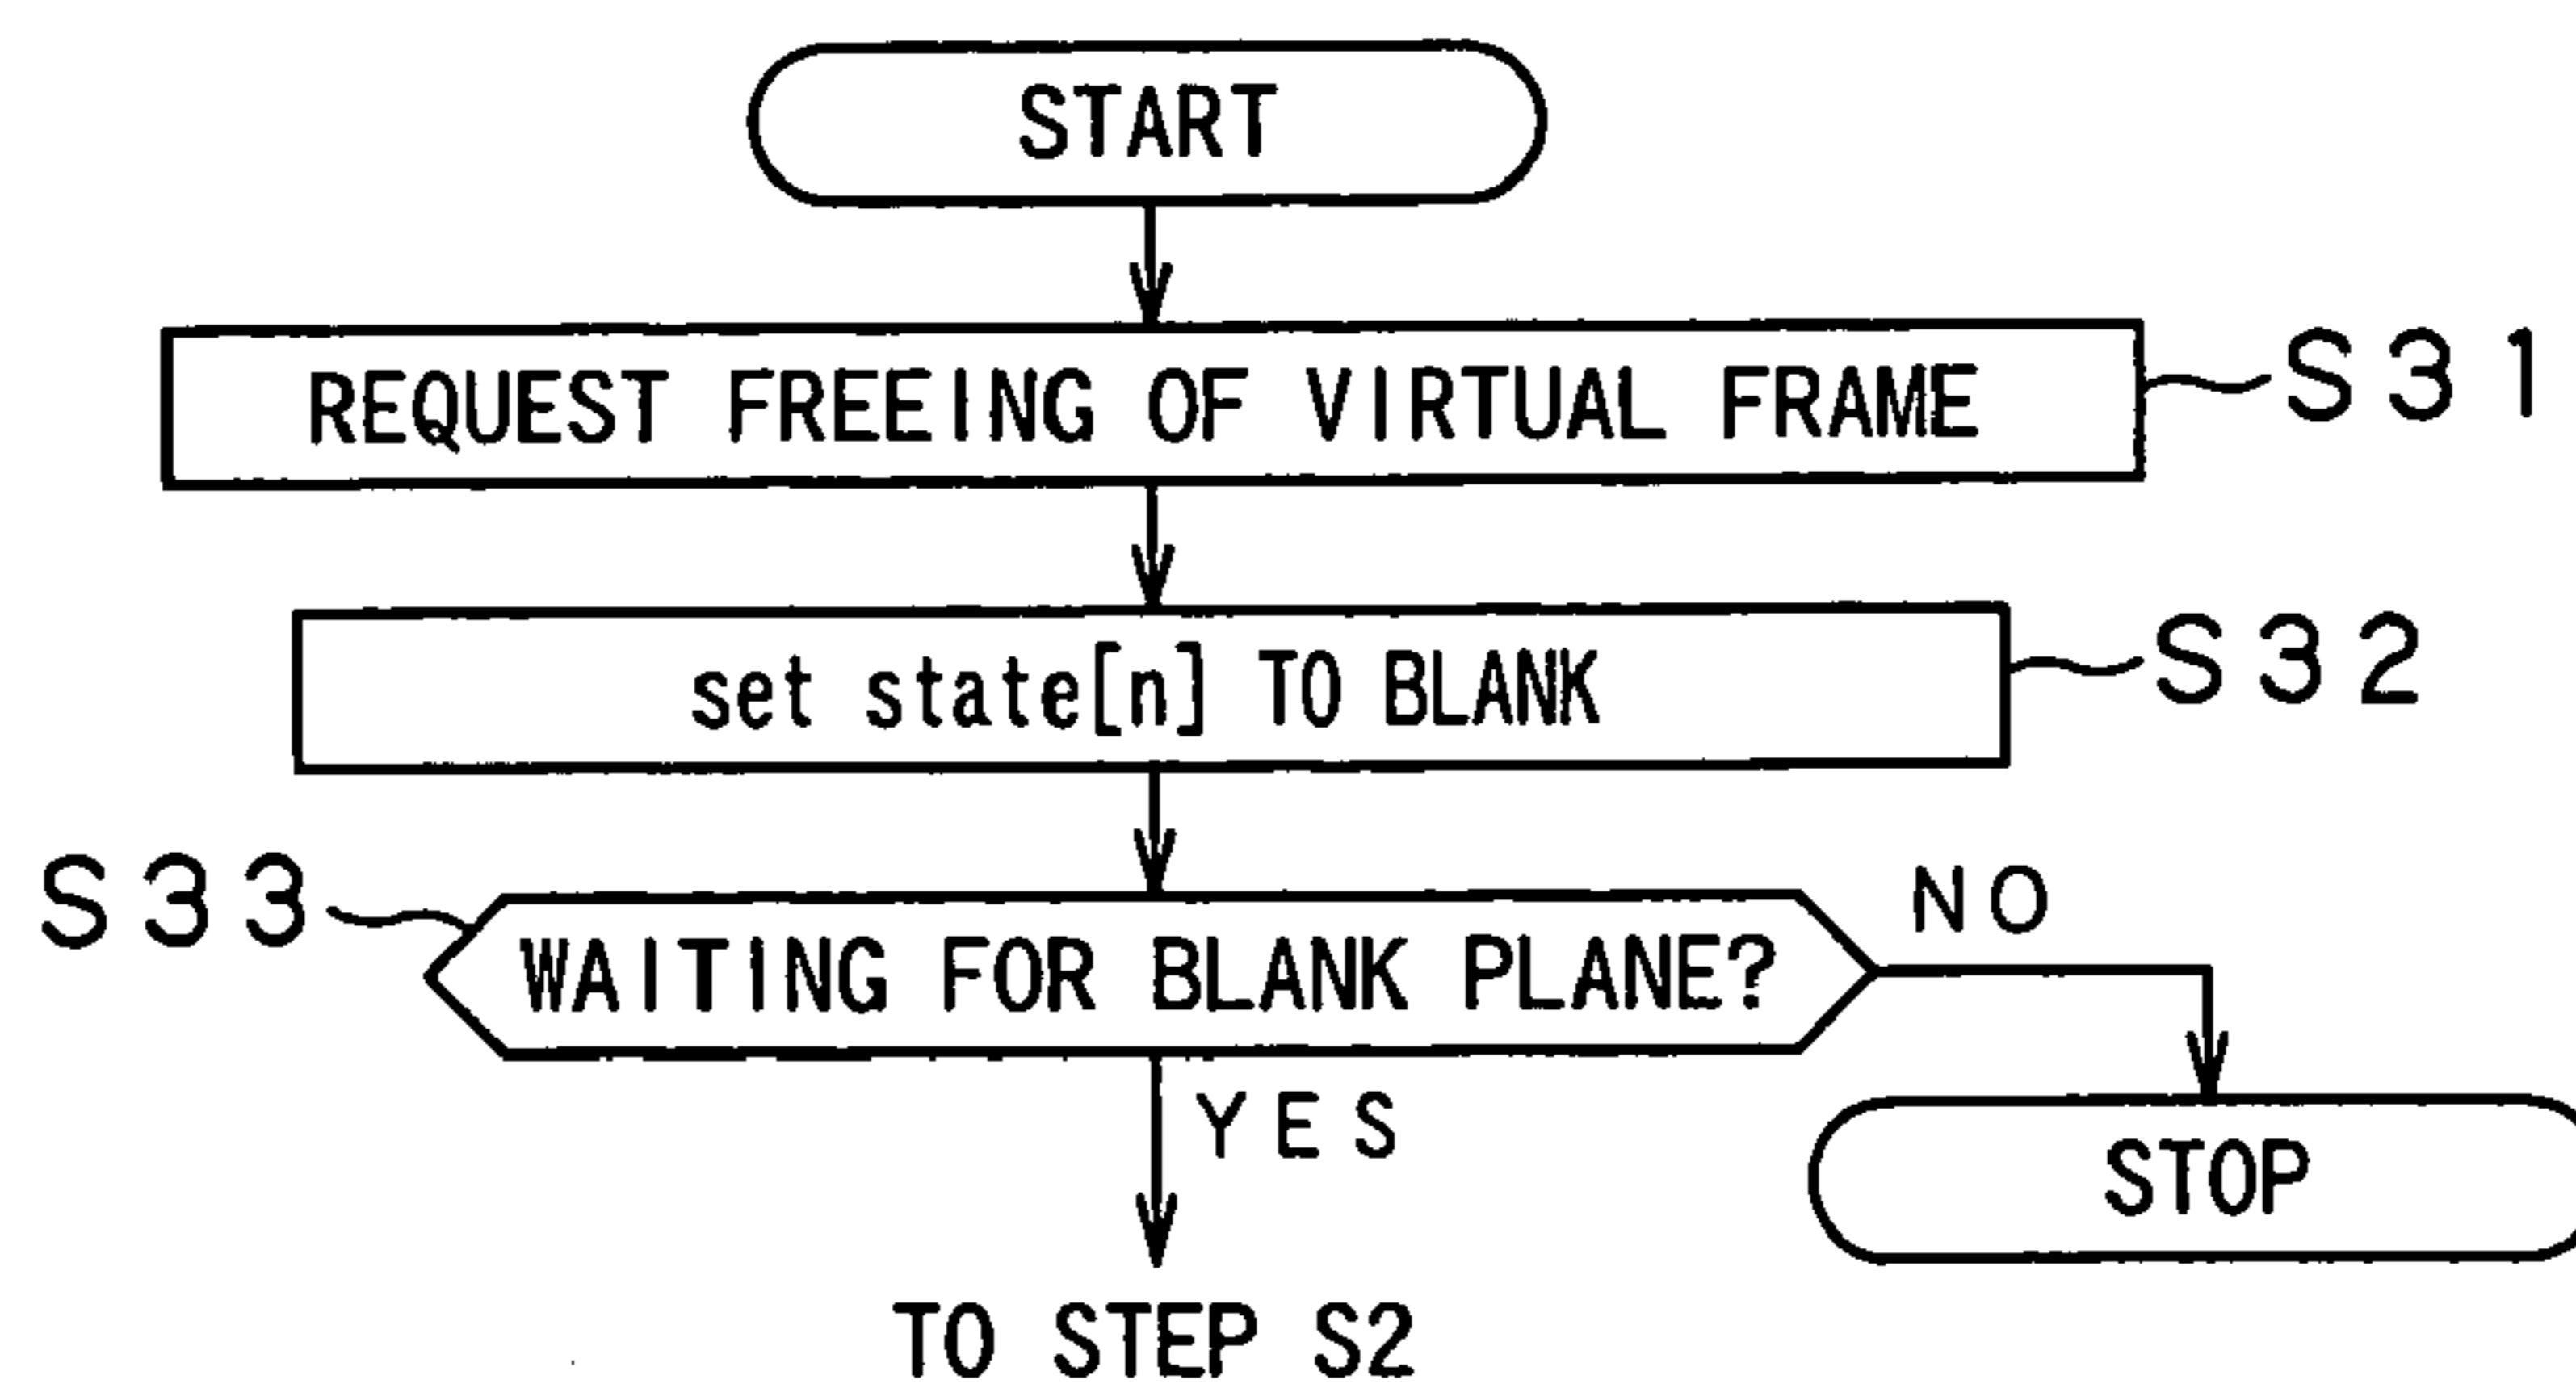 START
REQUEST FREEING OF VIRTUAL FRAME
S31
set state[n] TO BLANK
S32
S33
WAITING FOR BLANK PLANE?
NO
YES
STOP
TO STEP S2